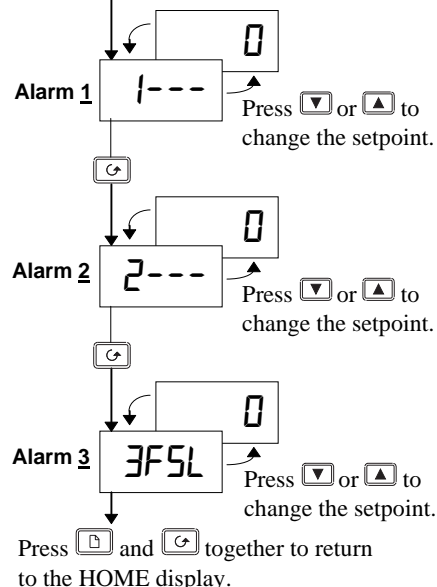 0
Alarm 1
1---
Press ▼ or ▲ to
change the setpoint.
0
Alarm 2
2---
Press ▼ or ▲ to
change the setpoint.
0
Alarm 3
3FSL
Press ▼ or ▲ to
change the setpoint.
Press and together to return
to the HOME display.